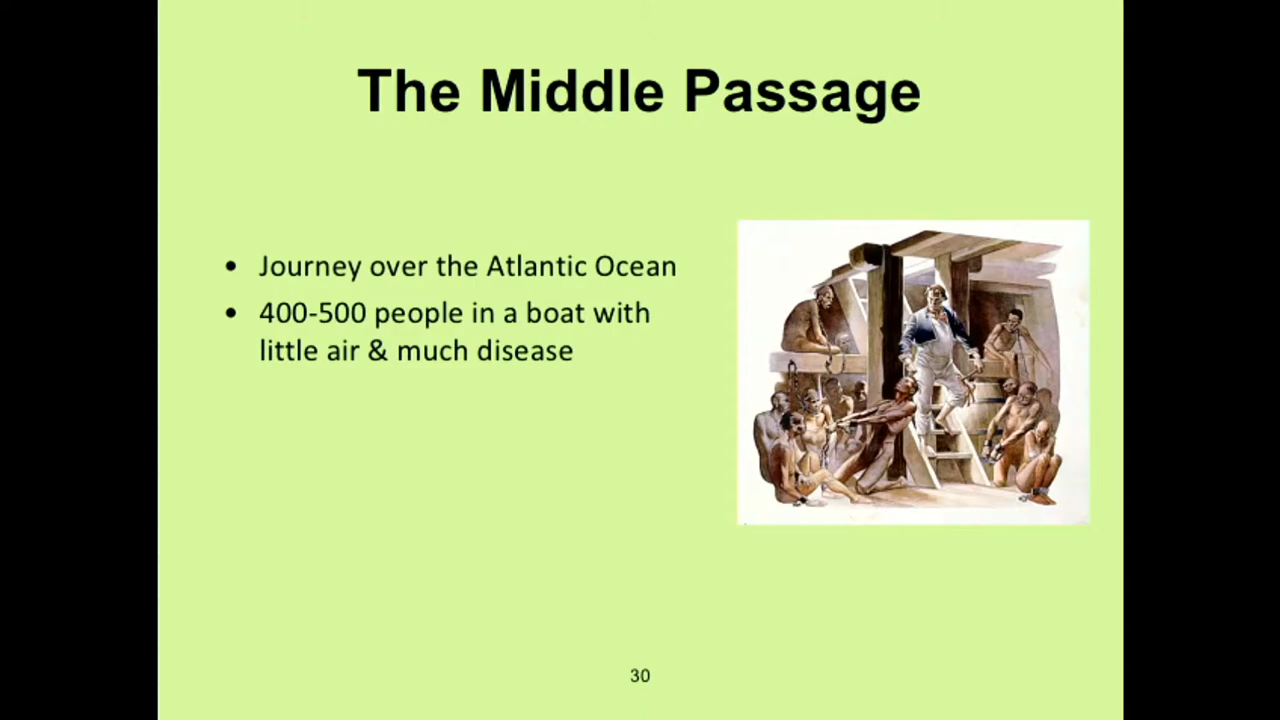 The Middle Passage
• Journey over the Atlantic Ocean
• 400-500 people in a boat with
little air & much disease
30